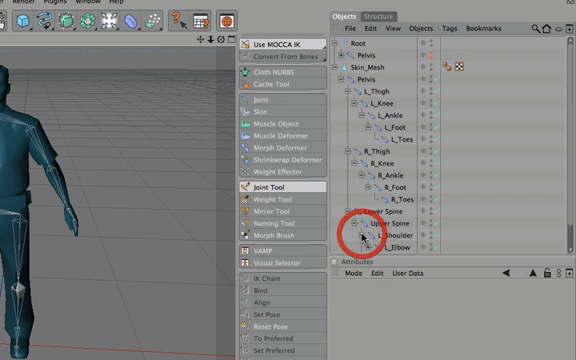 Render
Plugins
Window
Help
Use MOCCA IK
Convert From Bones
Cloth NURBS
Cache Tool
Joint
Skin
Muscle Object
Muscle Deformer
Morph Deformer
Shrinkwrap Deformer
Weight Effector
Joint Tool
Weight Tool
Mirror Tool
Naming Tool
Morph Brush
VAMP
Visual Selector
IK Chain
Bind
Align
Set Pose
Reset Pose
To Preferred
Set Preferred
Objects Structure
File Edit View Objects Tags Bookmarks
Root
Pelvis
Skin_Mesh
Pelvis
L_Thigh
L_Knee
L_Ankle
L_Foot
L_Toes
R_Thigh
R_Knee
R_Ankle
R_Foot
R_Toes
Lower Spine
Upper Spine
L_Shoulder
L_Elbow
Attributes
Mode Edit User Data